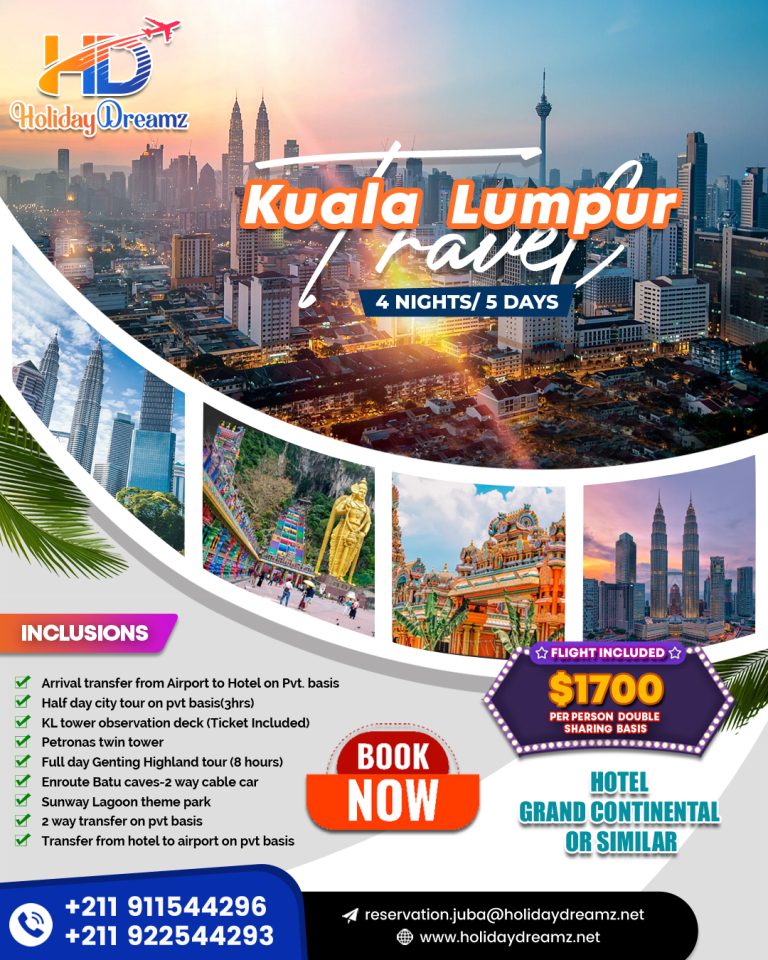 HD
Holiday Dreamz
Travel
Kuala Lumpur
4 NIGHTS/ 5 DAYS
INCLUSIONS
Arrival transfer from Airport to Hotel on Pvt. basis
Half day city tour on pvt basis(3hrs)
KL tower observation deck (Ticket Included)
Petronas twin tower
Full day Genting Highland tour (8 hours)
Enroute Batu caves-2 way cable car
Sunway Lagoon theme park
2 way transfer on pvt basis
Transfer from hotel to airport on pvt basis
BOOK
NOW
FLIGHT INCLUDED
$1700
PER PERSON DOUBLE
SHARING BASIS
HOTEL
GRAND CONTINENTAL
OR SIMILAR
+211 911544296
+211 922544293
reservation.juba@holidaydreamz.net
www.holidaydreamz.net